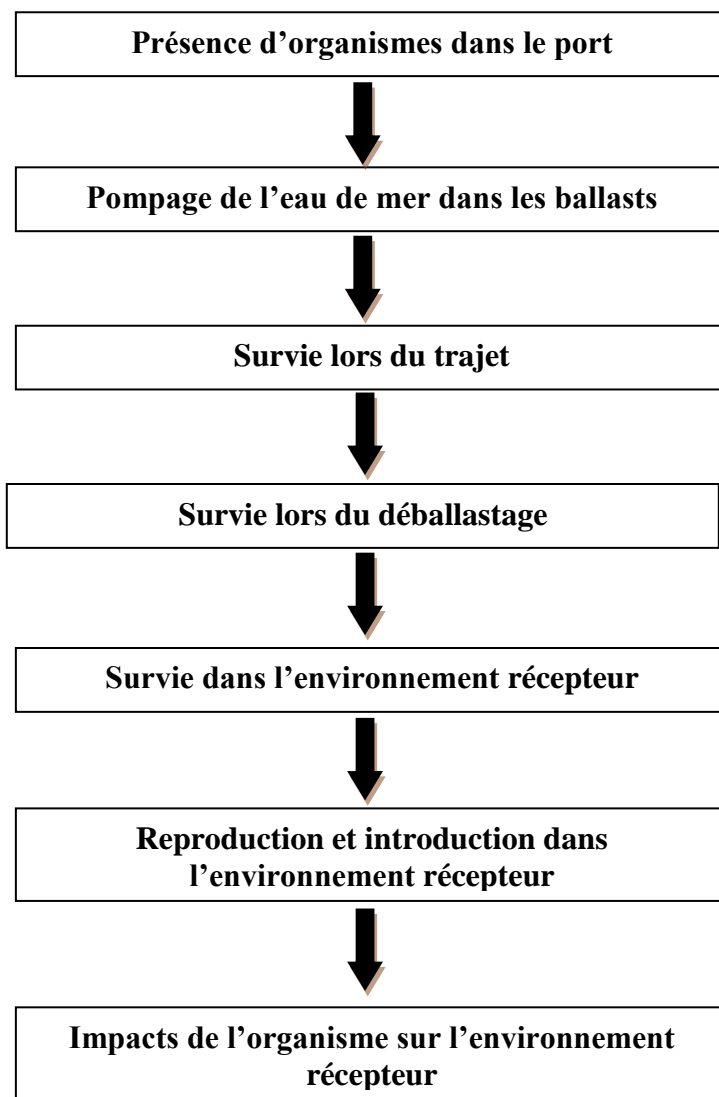 Présence d’organismes dans le port
Pompage de l’eau de mer dans les ballasts
Survie lors du trajet
Survie lors du déballastage
Survie dans l’environnement récepteur
Reproduction et introduction dans
l’environnement récepteur
Impacts de l’organisme sur l’environnement
récepteur